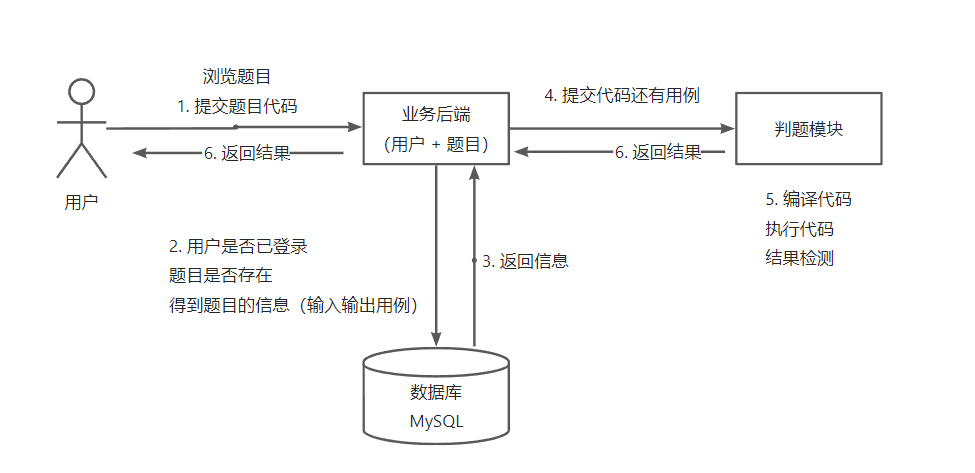 浏览题目
1. 提交题目代码
6. 返回结果
用户
业务后端
（用户 + 题目）
4. 提交代码还有用例
6. 返回结果
判题模块
5. 编译代码
执行代码
结果检测
2. 用户是否已登录
题目是否存在
得到题目的信息（输入输出用例）
3. 返回信息
数据库
MySQL